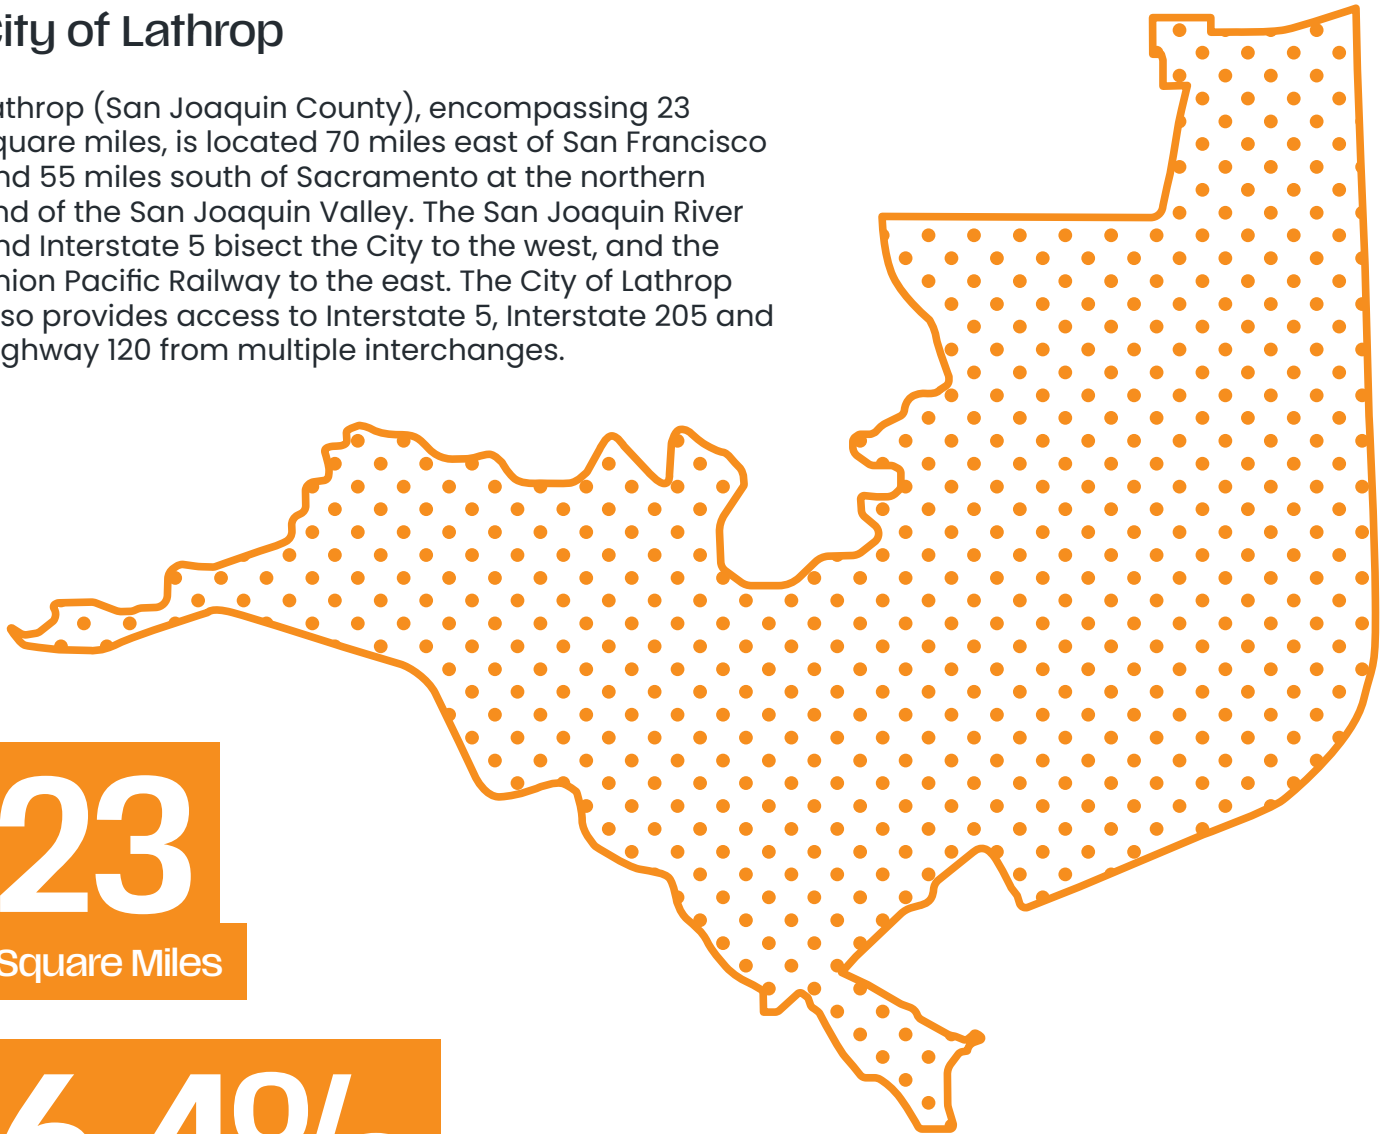 ity of Lathrop
athrop (San Joaquin County), encompassing 23
quare miles, is located 70 miles east of San Francisco
nd 55 miles south of Sacramento at the northern
nd of the San Joaquin Valley. The San Joaquin River
nd Interstate 5 bisect the City to the west, and the
nion Pacific Railway to the east. The City of Lathrop
so provides access to Interstate 5, Interstate 205 and
ghway 120 from multiple interchanges.
23
Square Miles
6.4%